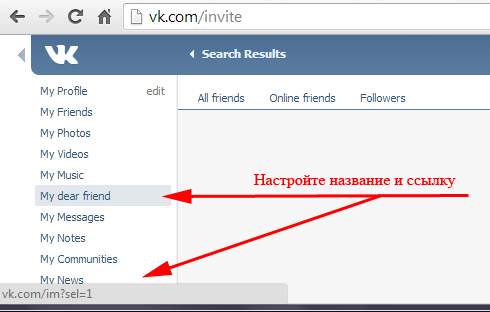 vk.com/invite
Search Results
My Profile edit
My Friends
My Photos
My Videos
My Music
My dear friend
My Messages
My Notes
My Communities
My News
All friends Online friends Followers
Настройте название и ссылку
vk.com/im?sel=1